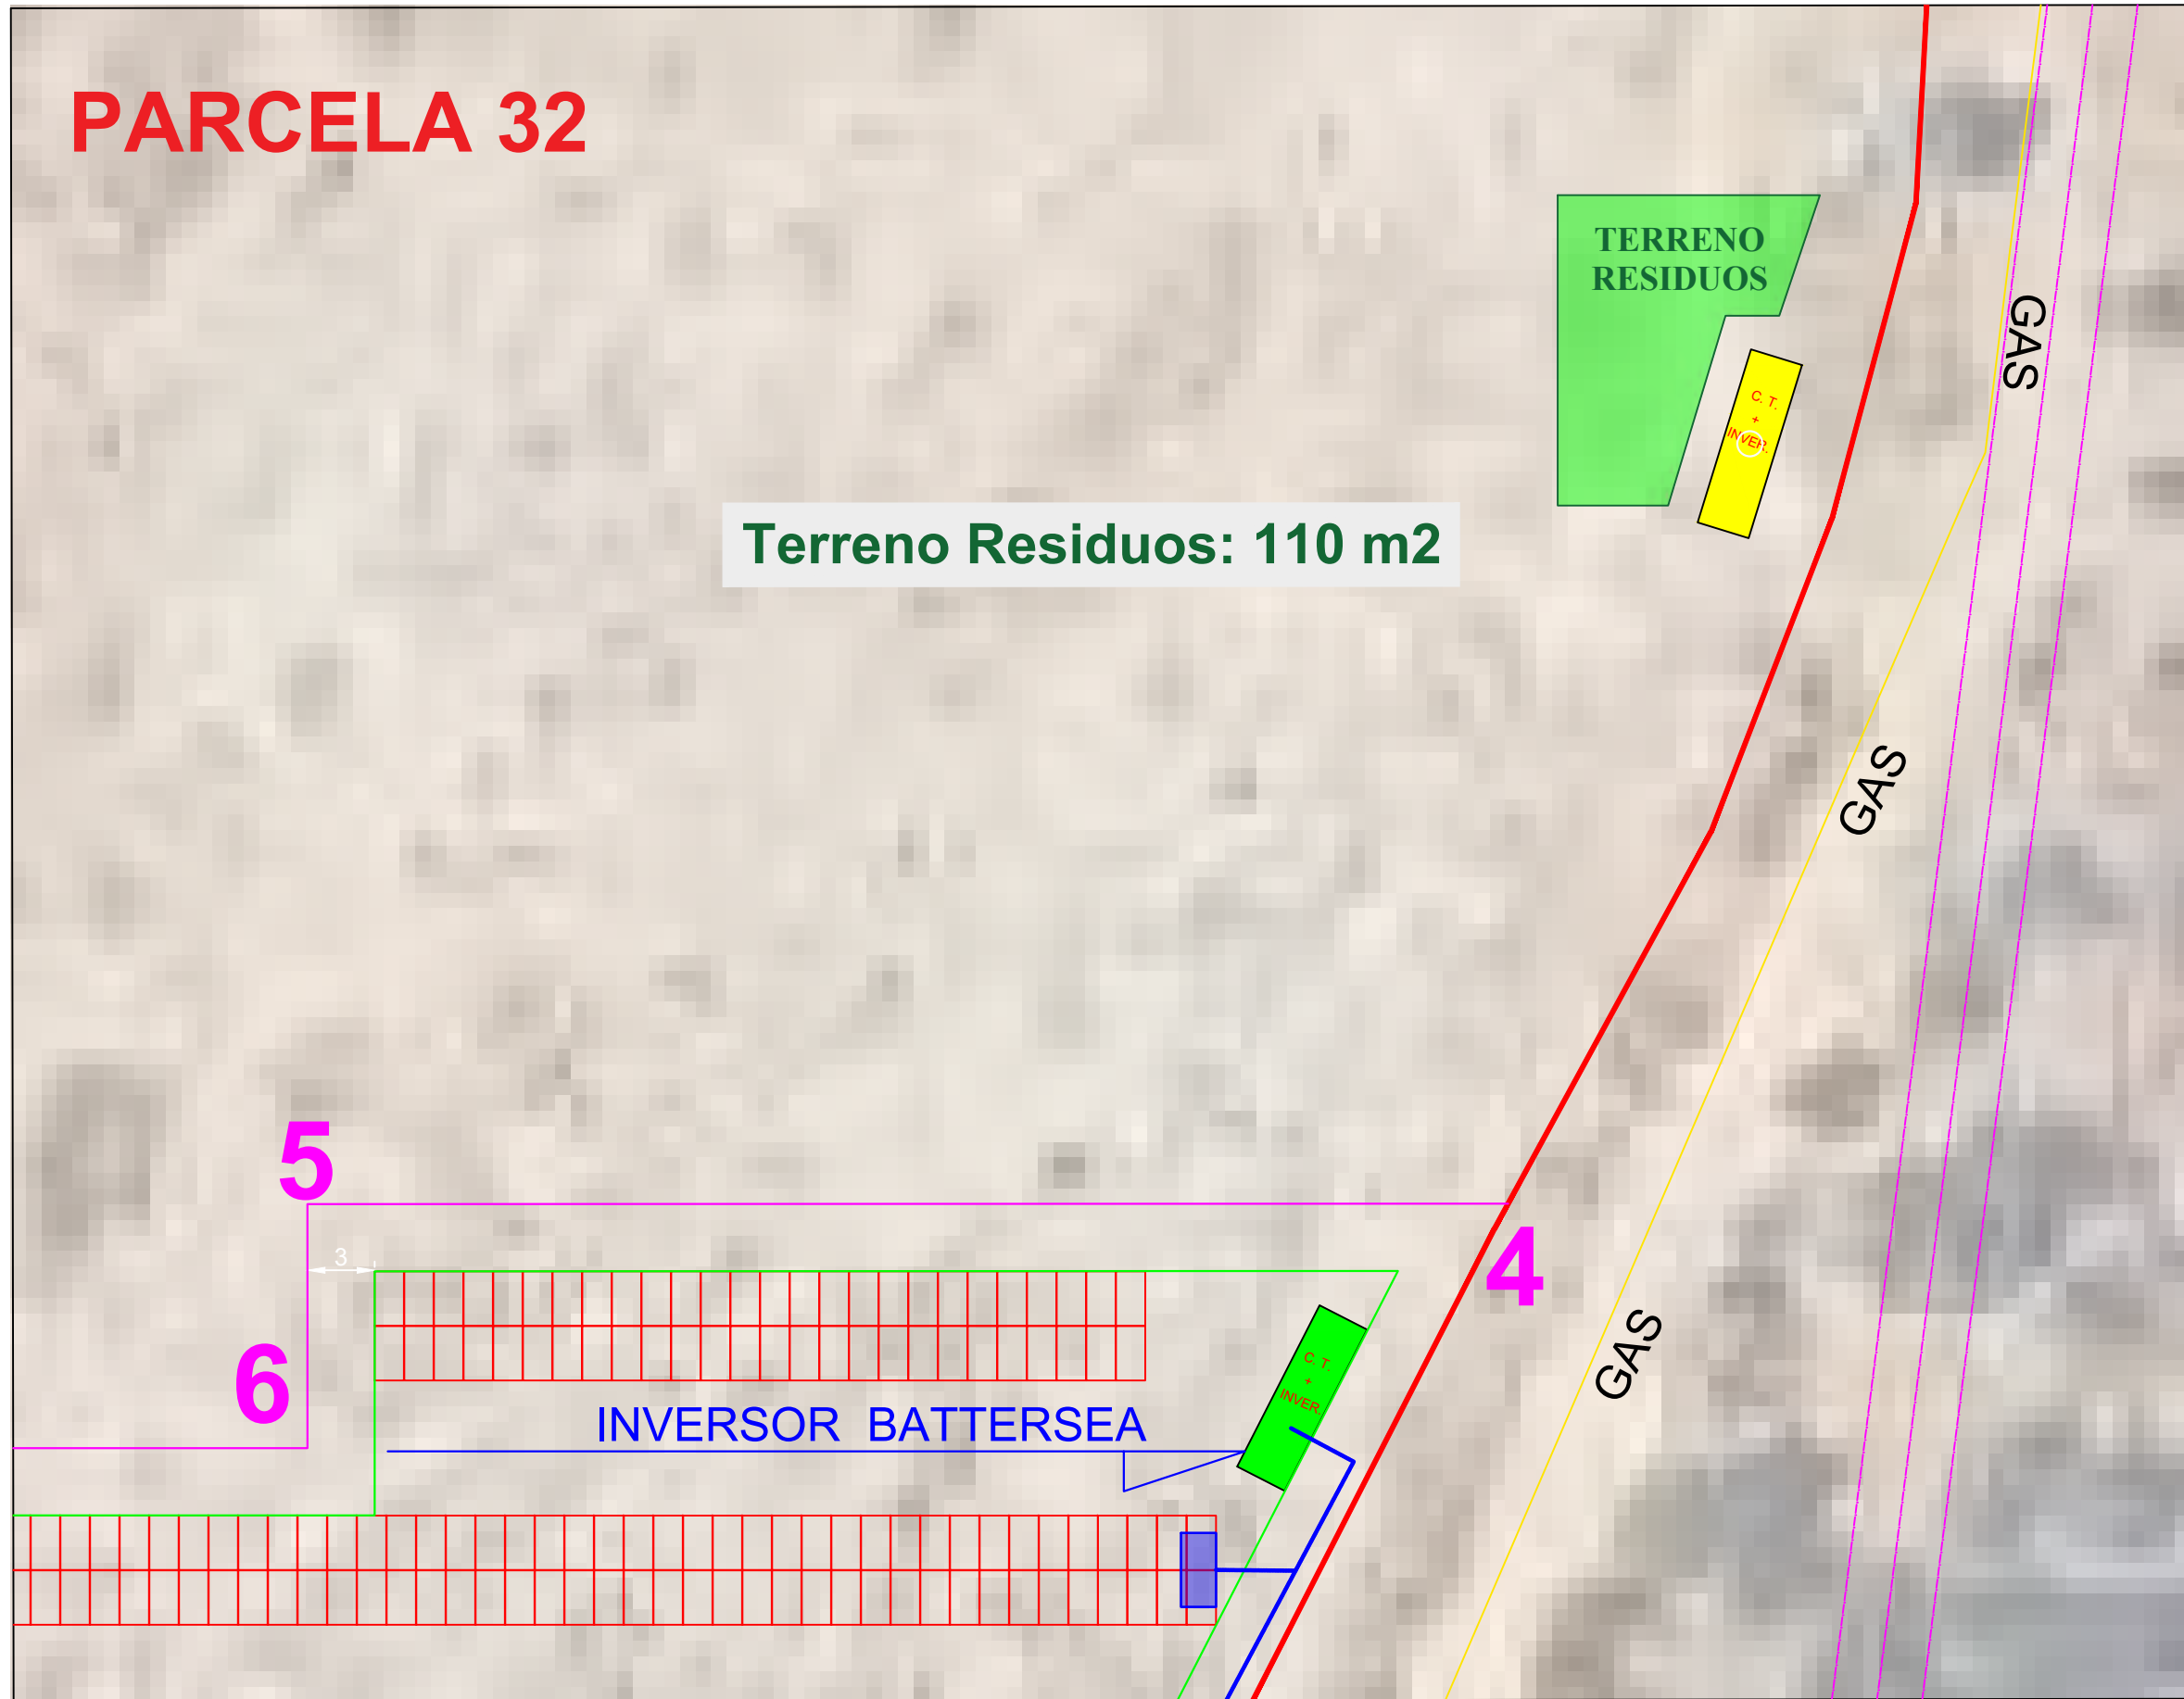 PARCELA 32
TERRENO
RESIDUOS
GAS
C. T.
+
INVER.
Terreno Residuos: 110 m2
GAS
5
4
3
GAS
6
C. T.
+
INVER.
INVERSOR BATTERSEA